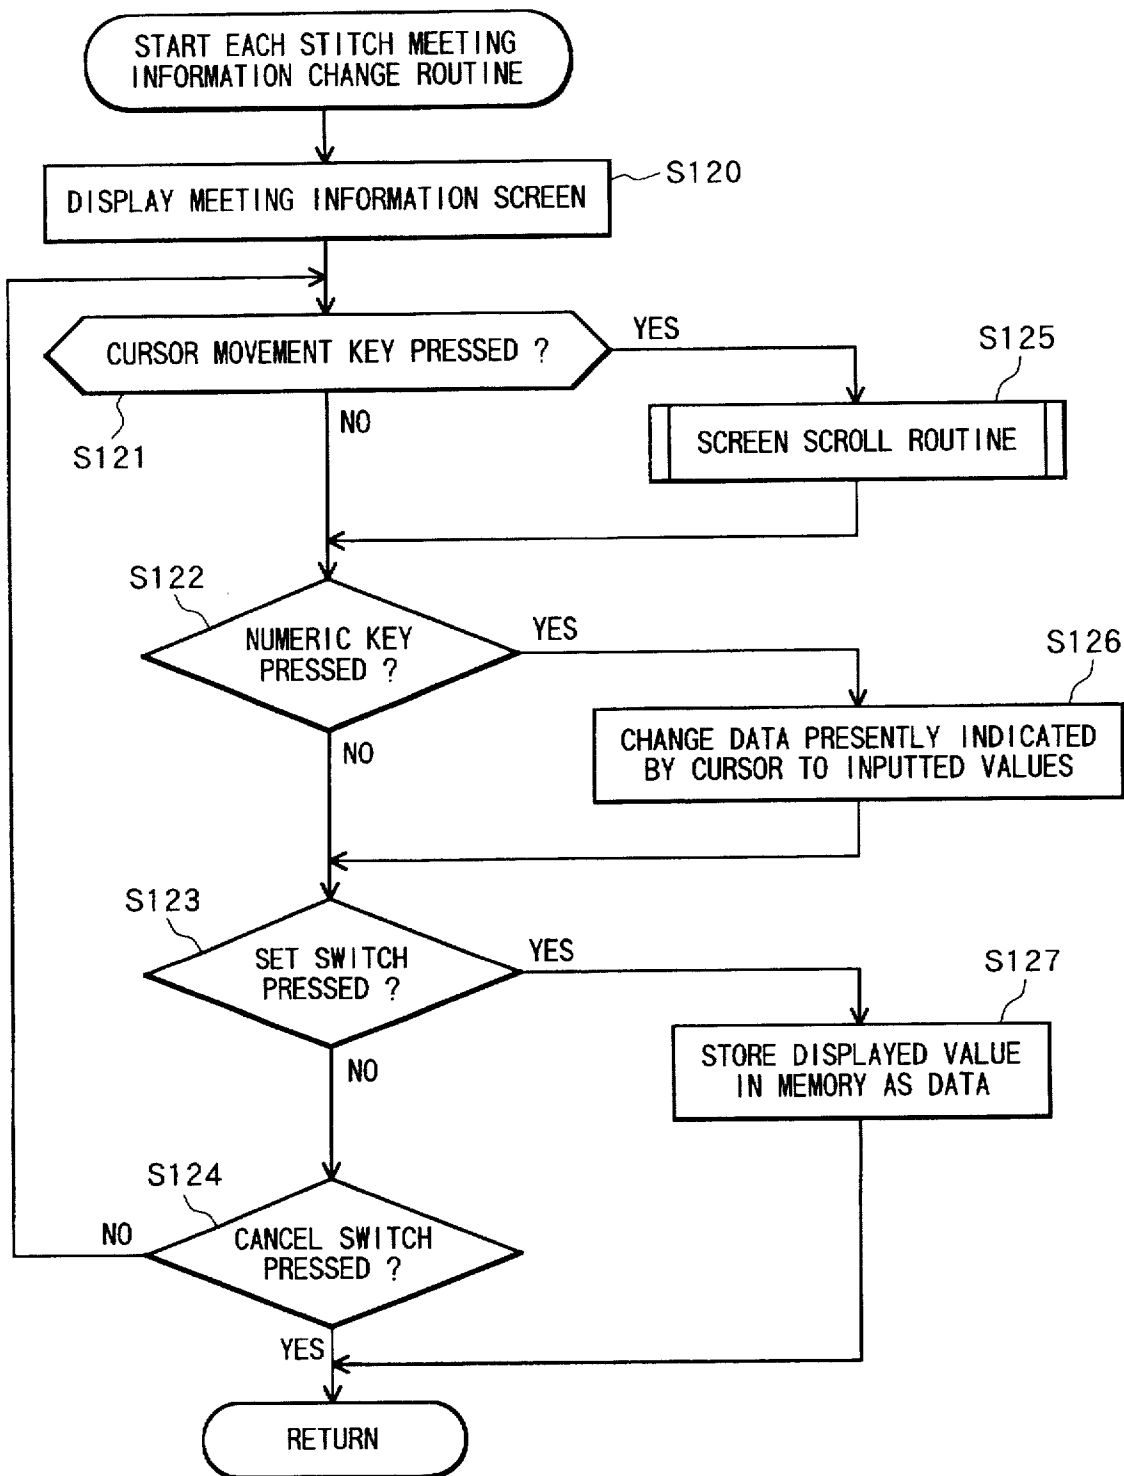 START EACH STITCH MEETING
INFORMATION CHANGE ROUTINE
DISPLAY MEETING INFORMATION SCREEN
S120
CURSOR MOVEMENT KEY PRESSED ?
YES
S121
NO
S125
SCREEN SCROLL ROUTINE
S122
NUMERIC KEY
PRESSED ?
YES
NO
S126
CHANGE DATA PRESENTLY INDICATED
BY CURSOR TO INPUTTED VALUES
S123
SET SWITCH
PRESSED ?
YES
NO
S127
STORE DISPLAYED VALUE
IN MEMORY AS DATA
S124
CANCEL SWITCH
PRESSED ?
NO
YES
RETURN